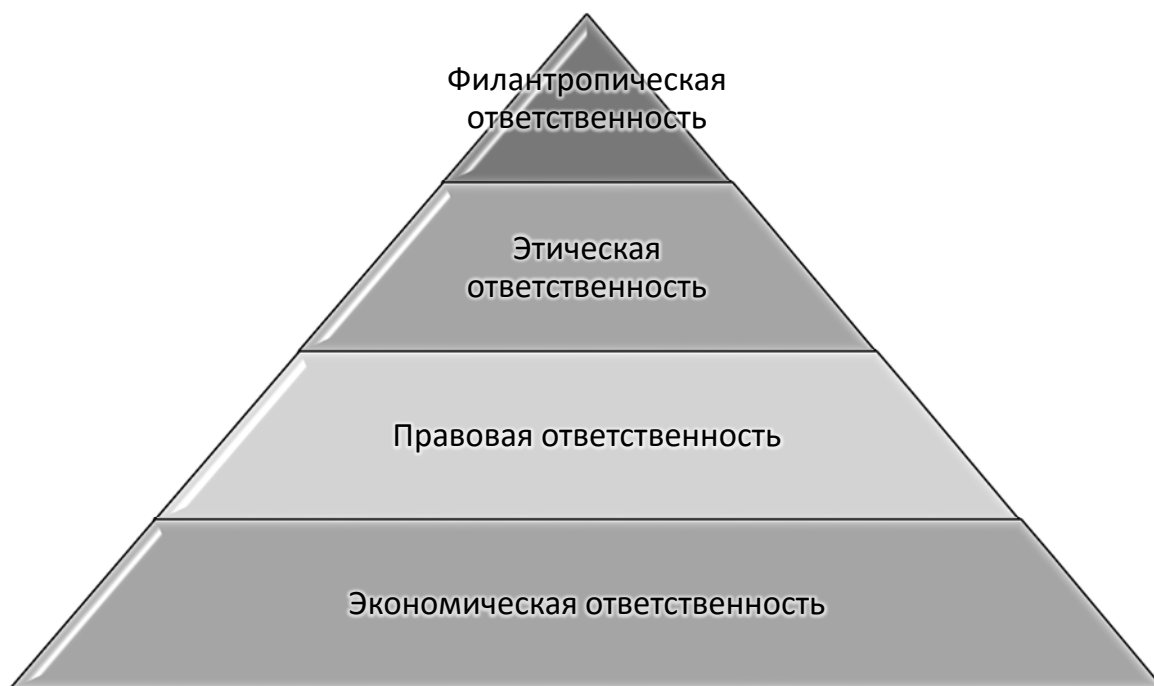 Филантропическая
ответственность
Этическая
ответственность
Правовая ответственность
Экономическая ответственность